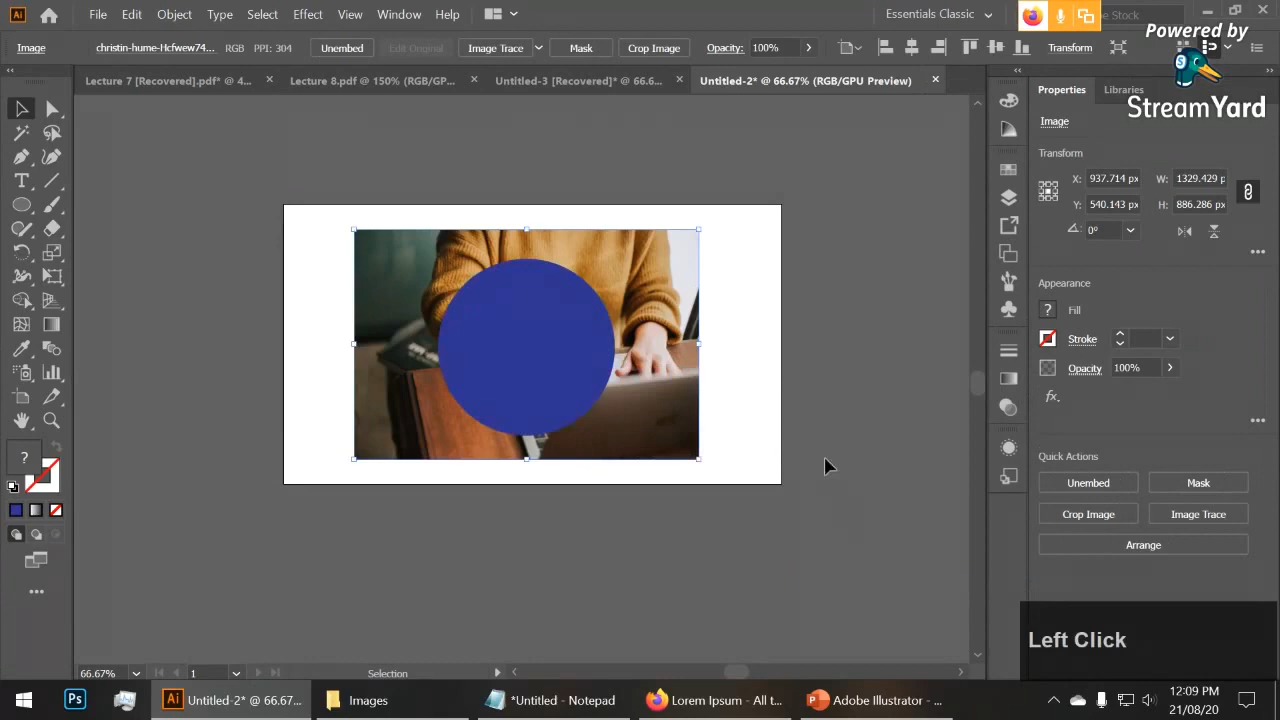 Ai File Edit Object Type Select Effect View Window Help Essentials Classic Stock
Powered by
StreamYard
Image christin-hume-Hcfwew74... RGB PPI: 304 Unembed Edit Original Image Trace Mask Crop Image Opacity: 100% Transform
Lecture 7 [Recovered].pdf* @ 4... Lecture 8.pdf @ 150% (RGB/GP... Untitled-3 [Recovered]* @ 66.6... Untitled-2* @ 66.67% (RGB/GPU Preview)
Properties Libraries
Image
Transform
X: 937.714 px W: 1329.429 p
Y: 540.143 px H: 886.286 px
0°
Appearance
? Fill
Stroke
Opacity 100%
fx.
Quick Actions
Unembed Mask
Crop Image Image Trace
Arrange
?
Left Click
66.67% 1 Selection
Ps Ai Untitled-2* @ 66.67... Images *Untitled - Notepad Lorem Ipsum - All t... Adobe Illustrator - ...
12:09 PM
21/08/20